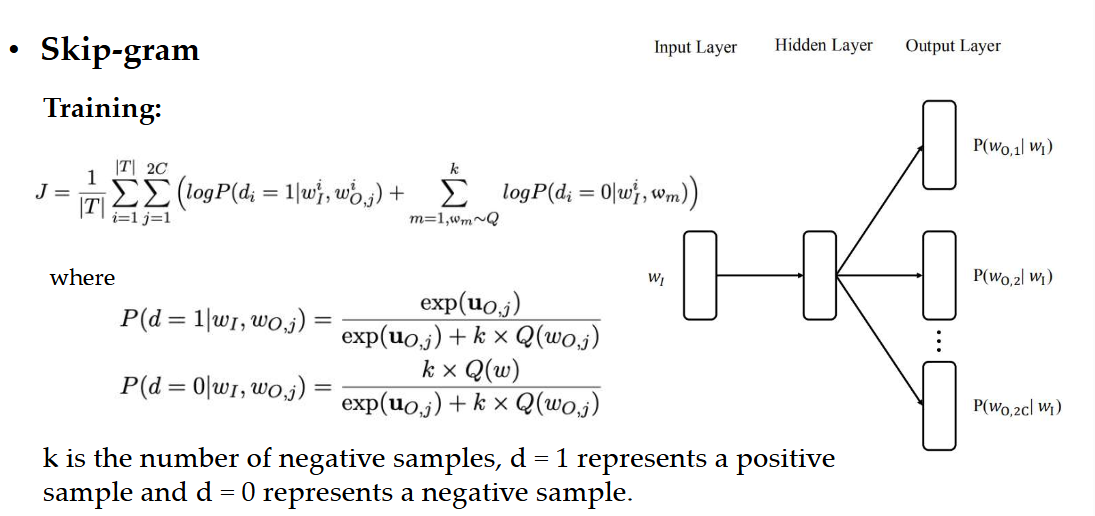 • Skip-gram
Training:
J = \frac{1}{|T|} \sum_{i=1}^{|T|} \sum_{j=1}^{2C} \left( logP(d_i = 1|w_I^i, w_{O,j}^i) + \sum_{m=1,w_m \sim Q}^{k} logP(d_i = 0|w_I^i, w_m) \right)
where
P(d = 1|w_I, w_{O,j}) = \frac{\exp(\mathbf{u}_{O,j})}{\exp(\mathbf{u}_{O,j}) + k \times Q(w_{O,j})}
P(d = 0|w_I, w_{O,j}) = \frac{k \times Q(w)}{\exp(\mathbf{u}_{O,j}) + k \times Q(w_{O,j})}
k is the number of negative samples, d = 1 represents a positive
sample and d = 0 represents a negative sample.
Input Layer Hidden Layer Output Layer
w_I
P(w_{O,1}| w_I)
P(w_{O,2}| w_I)
⋮
P(w_{O,2C}| w_I)